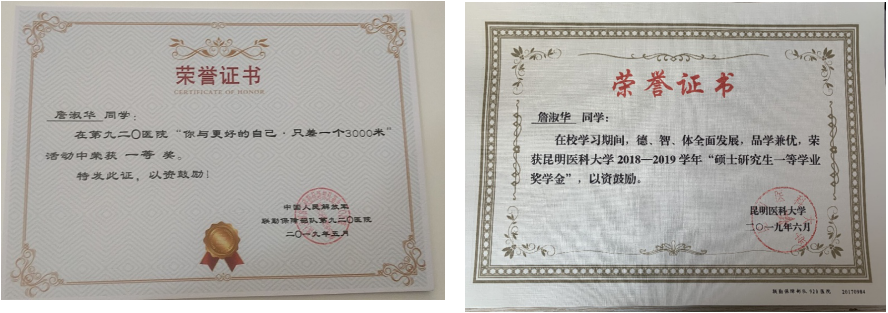 荣誉证书
CERTIFICATE OF HONOR
詹淑华 同学：
在第九二〇医院“你与更好的自己·只差一个3000米”
活动中荣获 一等 奖。
特发此证，以资鼓励！
中国人民解放军
联勤保障部队第九二〇医院
二〇一九年五月
荣誉证书
詹淑华 同学：
在校学习期间，德、智、体全面发展，品学兼优，荣
获昆明医科大学 2018—2019 学年“硕士研究生一等学业
奖学金”，以资鼓励。
昆明医科大学
二〇一九年六月
20170984